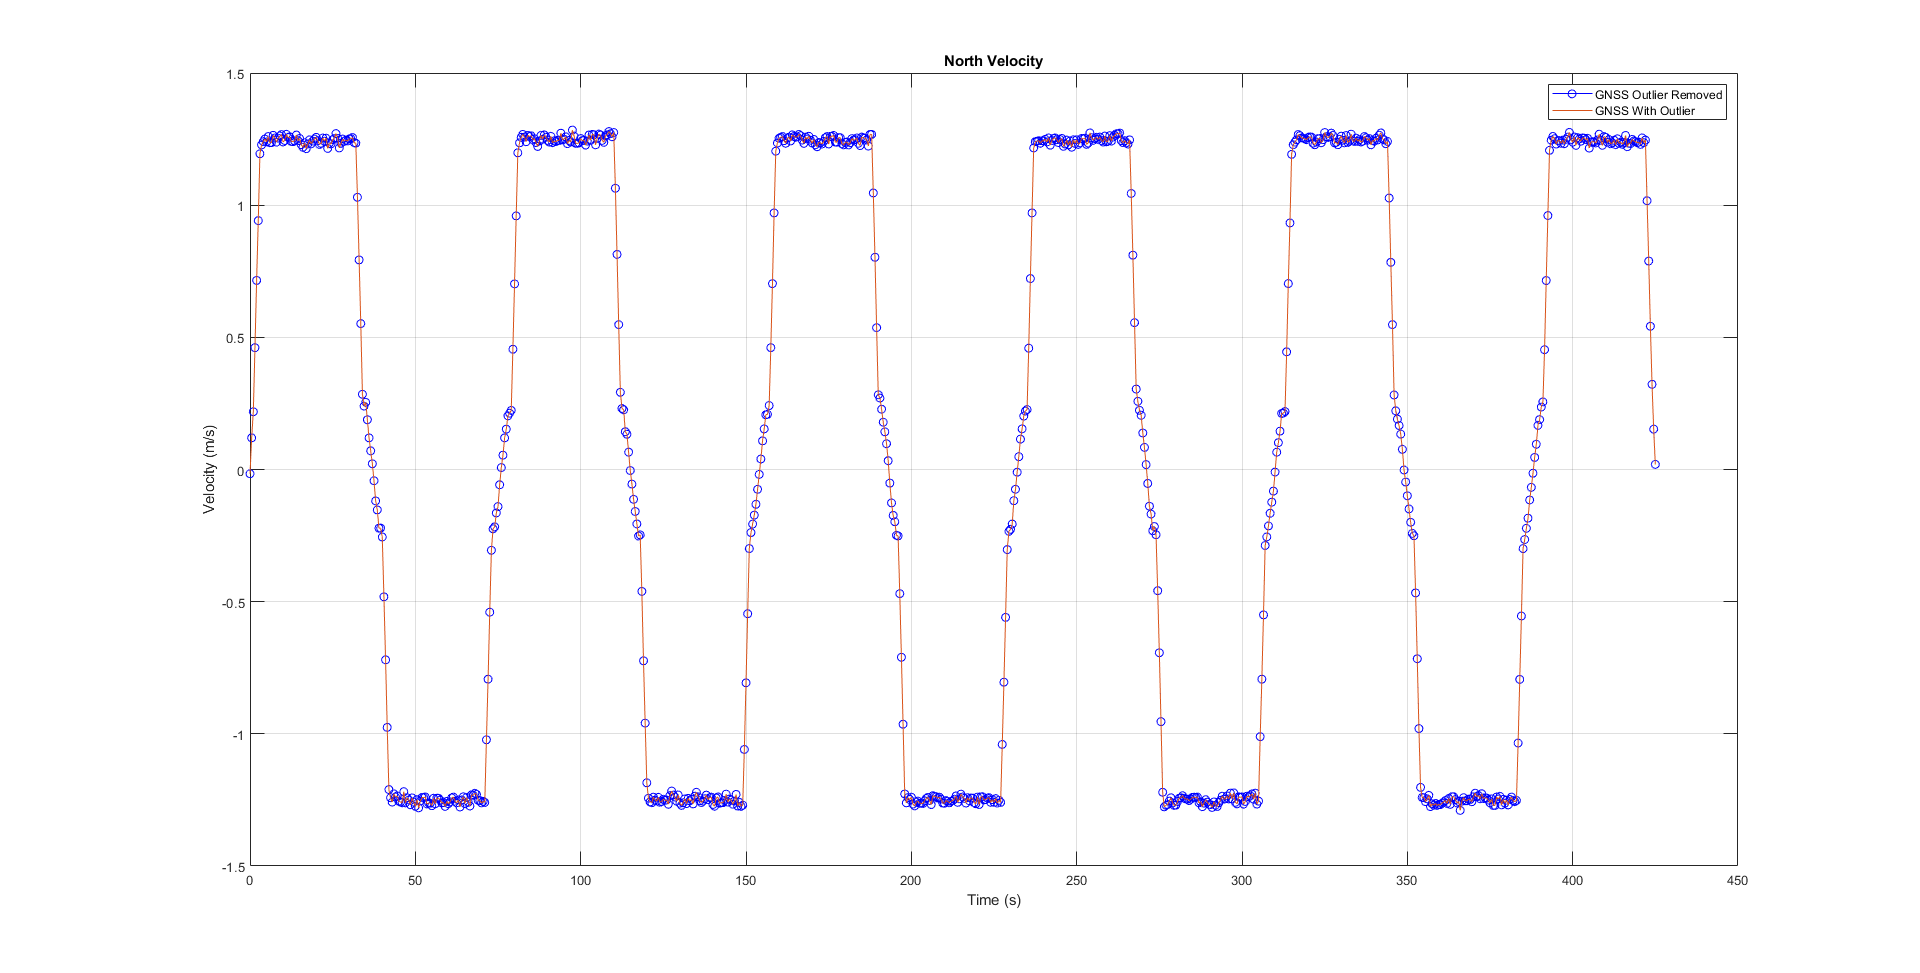 North Velocity
GNSS Outlier Removed
GNSS With Outlier
1.5
1
0.5
0
-0.5
-1
-1.5
Velocity (m/s)
0 50 100 150 200 250 300 350 400 450
Time (s)